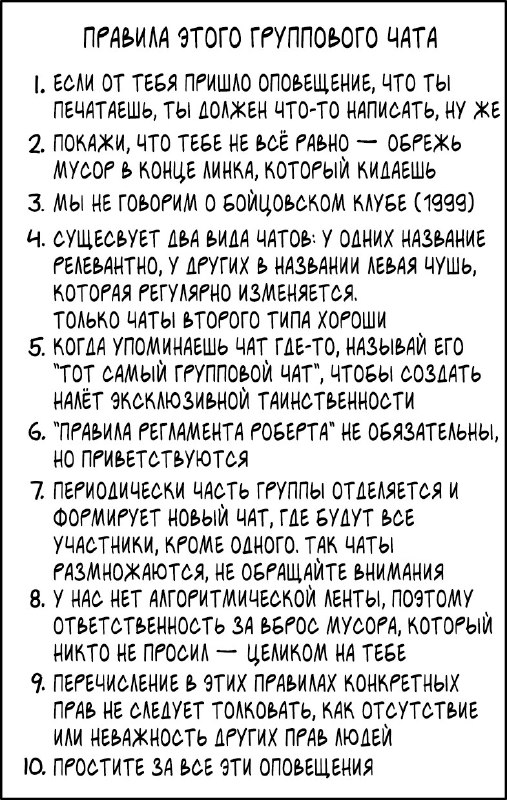 ПРАВИЛА ЭТОГО ГРУППОВОГО ЧАТА
1. ЕСЛИ ОТ ТЕБЯ ПРИШЛО ОПОВЕЩЕНИЕ, ЧТО ТЫ
ПЕЧАТАЕШЬ, ТЫ ДОЛЖЕН ЧТО-ТО НАПИСАТЬ, НУ ЖЕ
2. ПОКАЖИ, ЧТО ТЕБЕ НЕ ВСЁ РАВНО — ОБРЕЖЬ
МУСОР В КОНЦЕ ЛИНКА, КОТОРЫЙ КИДАЕШЬ
3. МЫ НЕ ГОВОРИМ О БОЙЦОВСКОМ КЛУБЕ (1999)
4. СУЩЕСВУЕТ ДВА ВИДА ЧАТОВ: У ОДНИХ НАЗВАНИЕ
РЕЛЕВАНТНО, У ДРУГИХ В НАЗВАНИИ ЛЕВАЯ ЧУШЬ,
КОТОРАЯ РЕГУЛЯРНО ИЗМЕНЯЕТСЯ.
ТОЛЬКО ЧАТЫ ВТОРОГО ТИПА ХОРОШИ
5. КОГДА УПОМИНАЕШЬ ЧАТ ГДЕ-ТО, НАЗЫВАЙ ЕГО
"ТОТ САМЫЙ ГРУППОВОЙ ЧАТ", ЧТОБЫ СОЗДАТЬ
НАЛЁТ ЭКСКЛЮЗИВНОЙ ТАИНСТВЕННОСТИ
6. "ПРАВИЛА РЕГЛАМЕНТА РОБЕРТА" НЕ ОБЯЗАТЕЛЬНЫ,
НО ПРИВЕТСТВУЮТСЯ
7. ПЕРИОДИЧЕСКИ ЧАСТЬ ГРУППЫ ОТДЕЛЯЕТСЯ И
ФОРМИРУЕТ НОВЫЙ ЧАТ, ГДЕ БУДУТ ВСЕ
УЧАСТНИКИ, КРОМЕ ОДНОГО. ТАК ЧАТЫ
РАЗМНОЖАЮТСЯ, НЕ ОБРАЩАЙТЕ ВНИМАНИЯ
8. У НАС НЕТ АЛГОРИТМИЧЕСКОЙ ЛЕНТЫ, ПОЭТОМУ
ОТВЕТСТВЕННОСТЬ ЗА ВБРОС МУСОРА, КОТОРЫЙ
НИКТО НЕ ПРОСИЛ — ЦЕЛИКОМ НА ТЕБЕ
9. ПЕРЕЧИСЛЕНИЕ В ЭТИХ ПРАВИЛАХ КОНКРЕТНЫХ
ПРАВ НЕ СЛЕДУЕТ ТОЛКОВАТЬ, КАК ОТСУТСТВИЕ
ИЛИ НЕВАЖНОСТЬ ДРУГИХ ПРАВ ЛЮДЕЙ
10. ПРОСТИТЕ ЗА ВСЕ ЭТИ ОПОВЕЩЕНИЯ